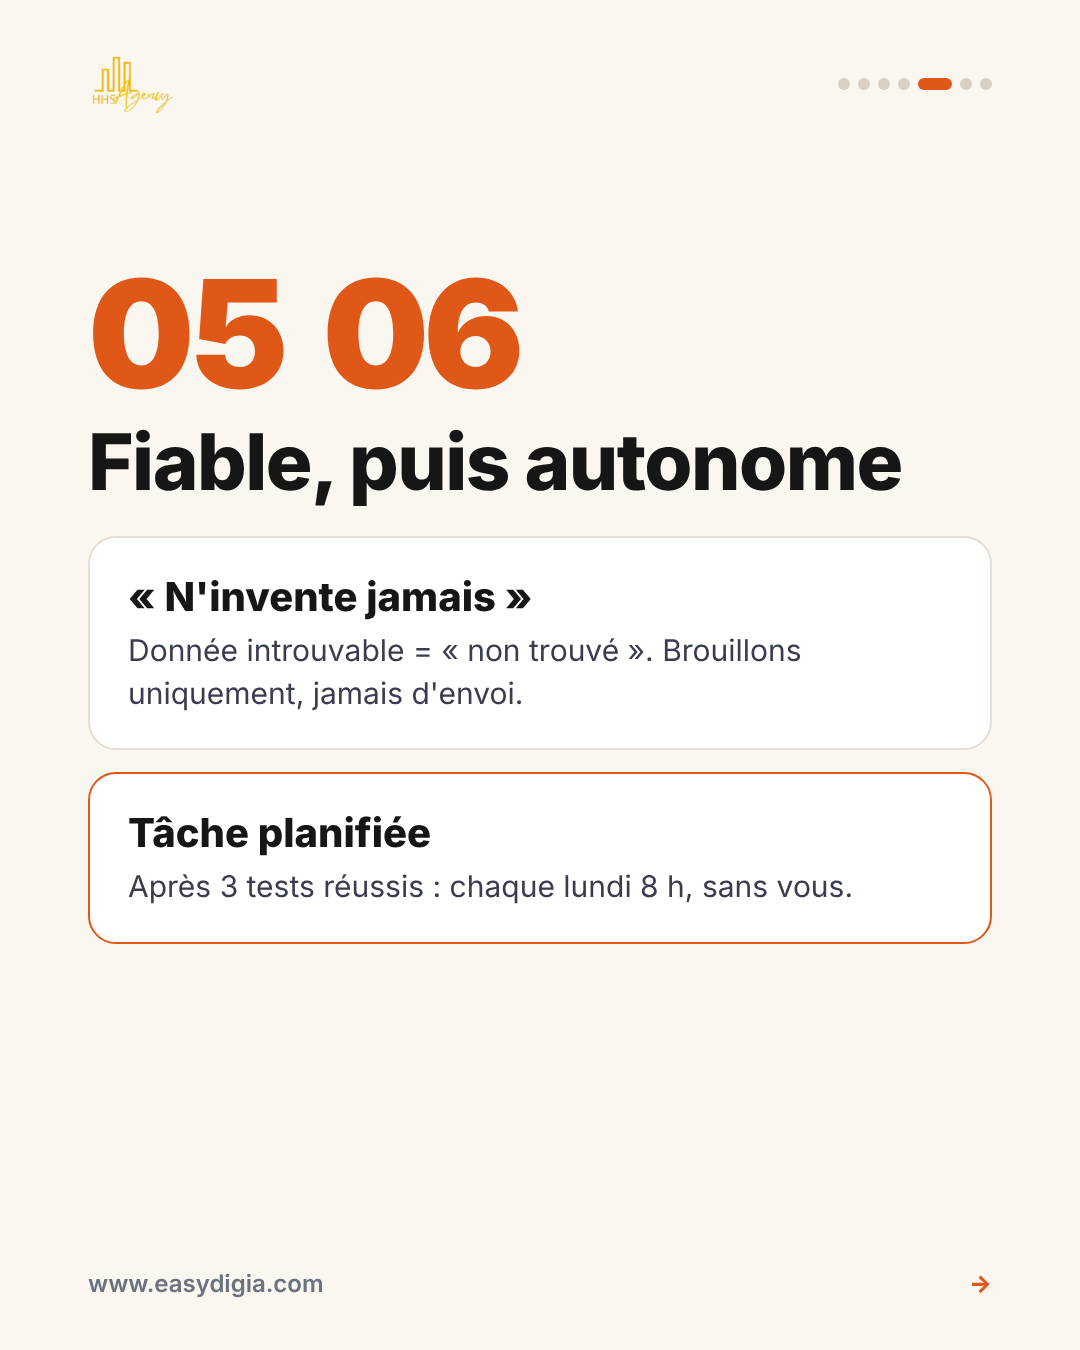 HHS Agency
05 06
Fiable, puis autonome
« N'invente jamais »
Donnée introuvable = « non trouvé ». Brouillons
uniquement, jamais d'envoi.
Tâche planifiée
Après 3 tests réussis : chaque lundi 8 h, sans vous.
www.easydigia.com
→